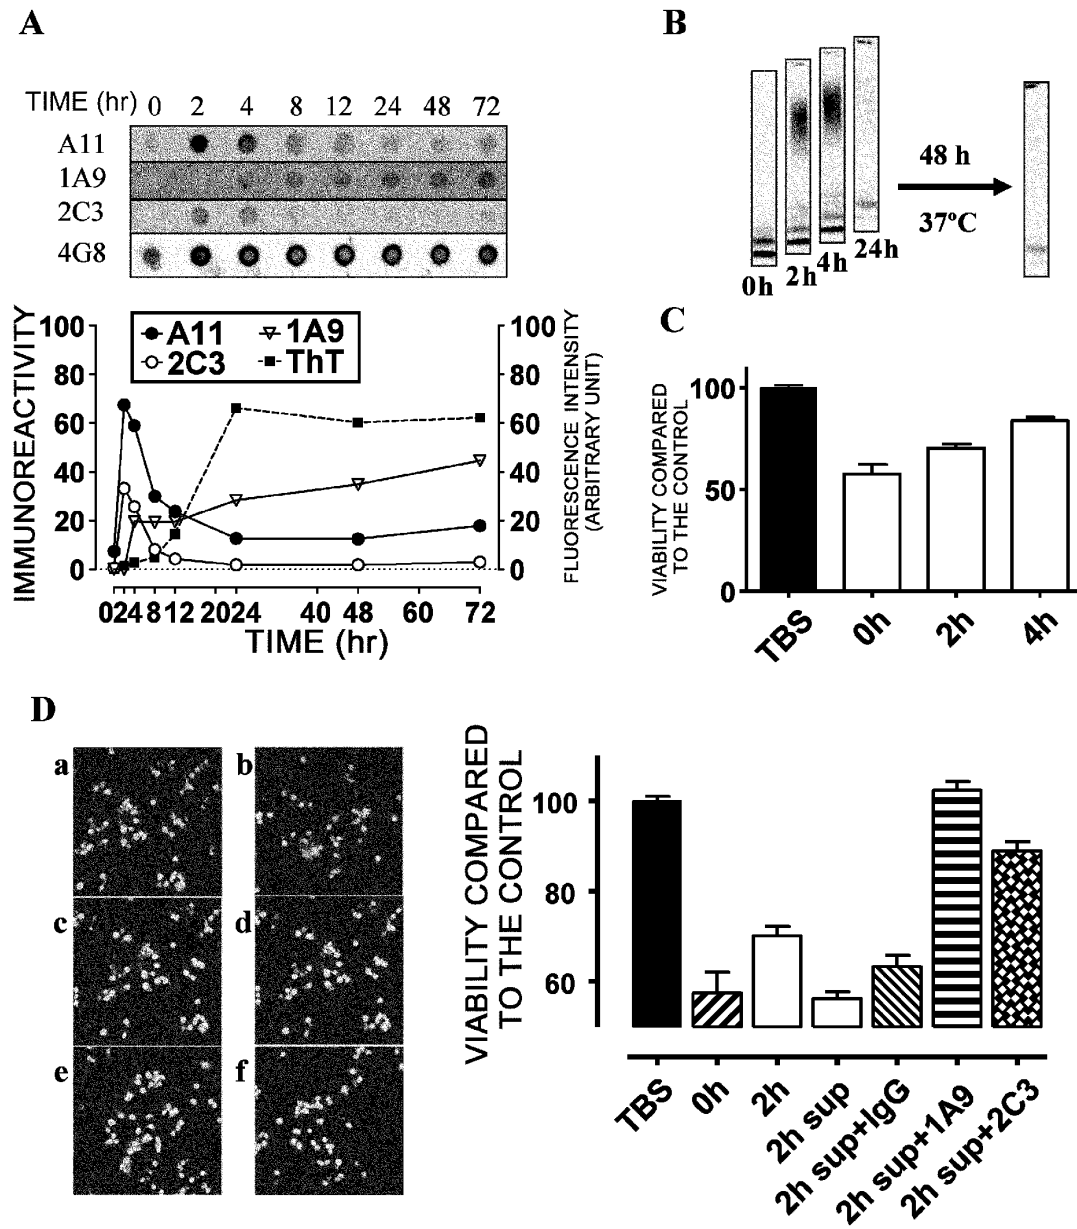 A
B
TIME (hr) 0 2 4 8 12 24 48 72
A11
1A9
2C3
4G8
48 h
37ºC
0h 2h 4h 24h
IMMUNOREACTIVITY
100
80
60
40
20
0
A11 1A9
2C3 ThT
100
80
60
40
20
0
FLUORESCENCE INTENSITY
(ARBITRARY UNIT)
0 2 4 8 12 20 24 40 48 60 72
TIME (hr)
C
VIABILITY COMPARED
TO THE CONTROL
100
50
0
TBS 0h 2h 4h
D
a b
c d
e f
VIABILITY COMPARED
TO THE CONTROL
100
80
60
TBS
0h
2h
2h sup
2h sup+IgG
2h sup+1A9
2h sup+2C3